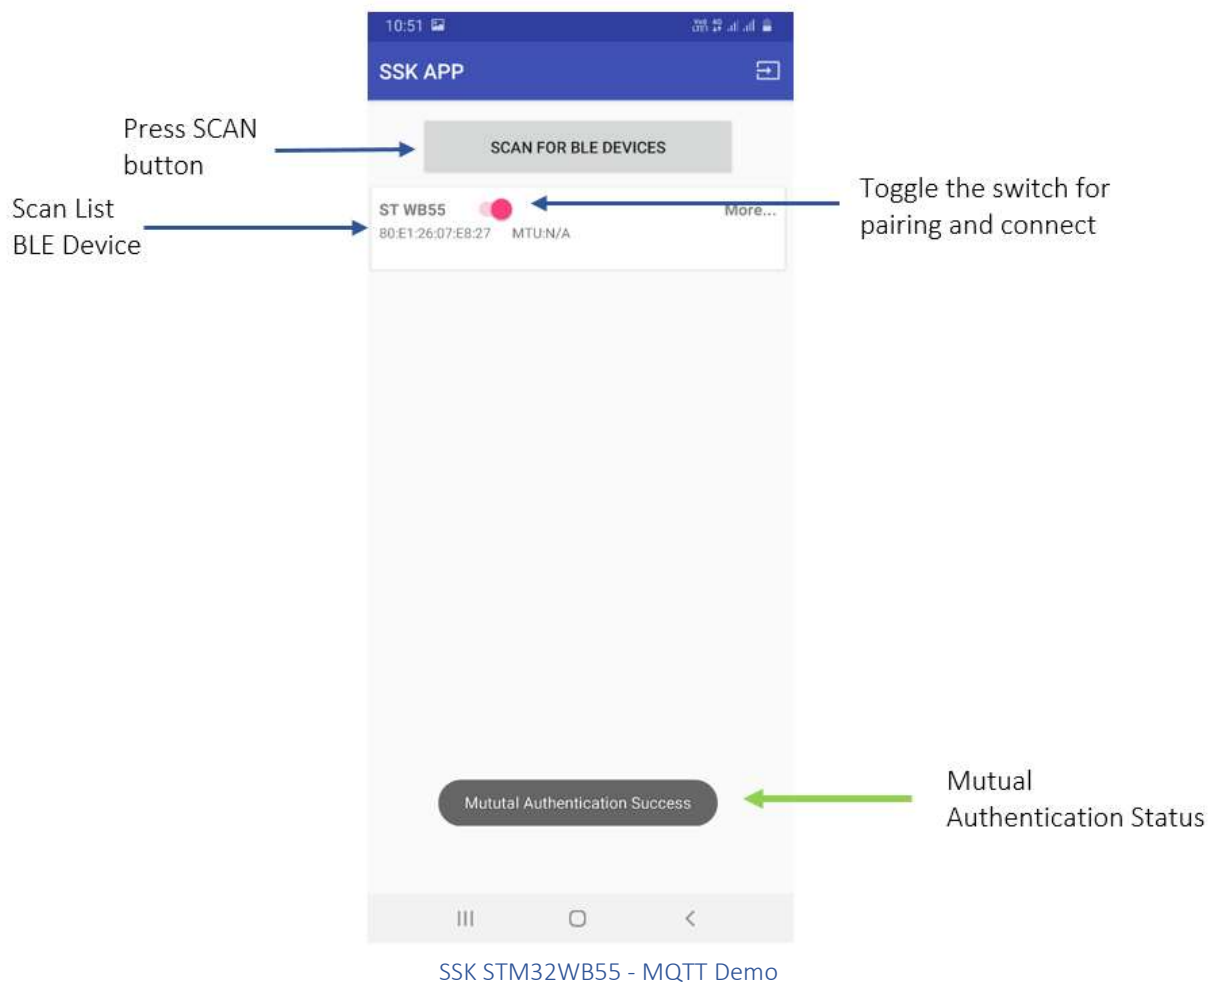 10:51
SSK APP
Press SCAN
button
SCAN FOR BLE DEVICES
Scan List
BLE Device
ST WB55
More...
80:E1:26:07:E8:27 MTU:N/A
Toggle the switch for
pairing and connect
Mututal Authentication Success
Mutual
Authentication Status
SSK STM32WB55 - MQTT Demo